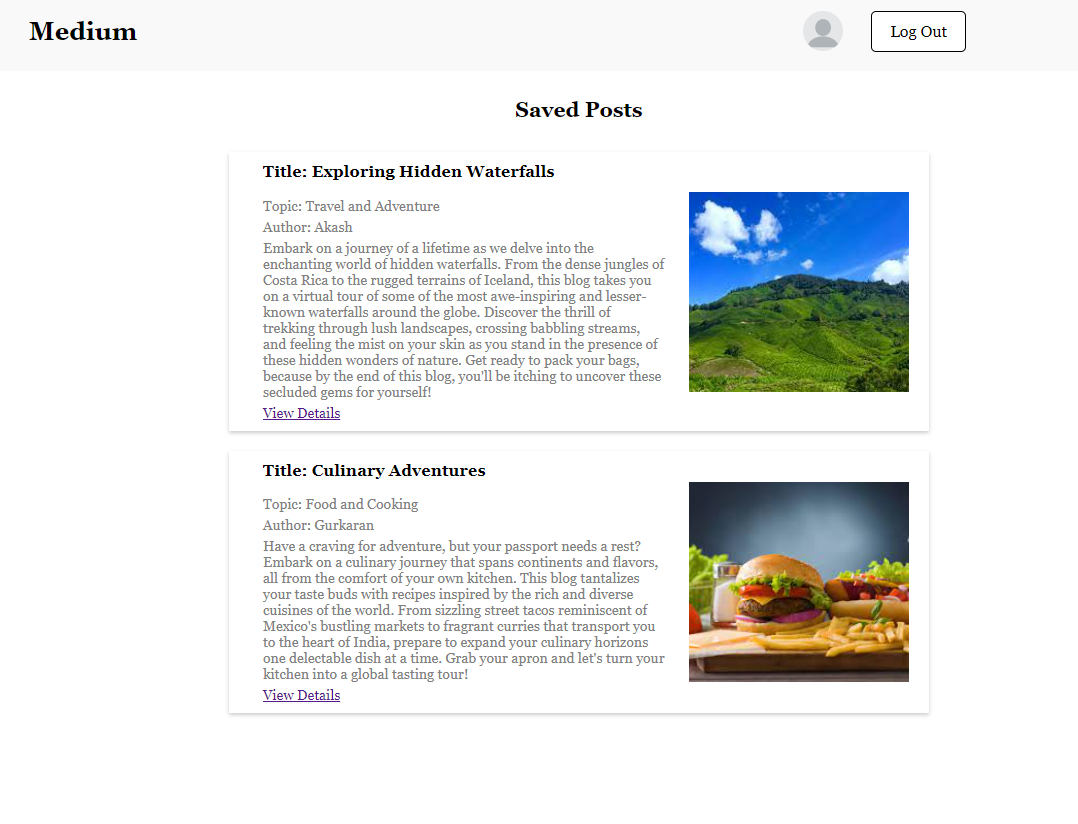 Medium
Log Out
Saved Posts
Title: Exploring Hidden Waterfalls
Topic: Travel and Adventure
Author: Akash
Embark on a journey of a lifetime as we delve into the
enchanting world of hidden waterfalls. From the dense jungles of
Costa Rica to the rugged terrains of Iceland, this blog takes you
on a virtual tour of some of the most awe-inspiring and lesser-
known waterfalls around the globe. Discover the thrill of
trekking through lush landscapes, crossing babbling streams,
and feeling the mist on your skin as you stand in the presence of
these hidden wonders of nature. Get ready to pack your bags,
because by the end of this blog, you'll be itching to uncover these
secluded gems for yourself!
View Details
Title: Culinary Adventures
Topic: Food and Cooking
Author: Gurkaran
Have a craving for adventure, but your passport needs a rest?
Embark on a culinary journey that spans continents and flavors,
all from the comfort of your own kitchen. This blog tantalizes
your taste buds with recipes inspired by the rich and diverse
cuisines of the world. From sizzling street tacos reminiscent of
Mexico's bustling markets to fragrant curries that transport you
to the heart of India, prepare to expand your culinary horizons
one delectable dish at a time. Grab your apron and let's turn your
kitchen into a global tasting tour!
View Details